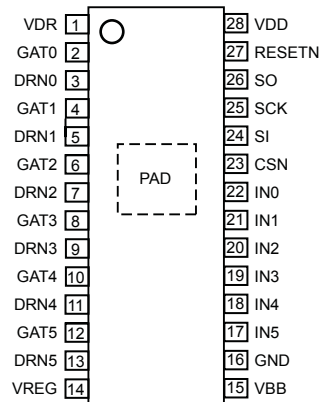 VDR 1 28 VDD
GAT0 2 27 RESETN
DRN0 3 26 SO
GAT1 4 25 SCK
DRN1 5 24 SI
GAT2 6 23 CSN
DRN2 7 PAD 22 IN0
GAT3 8 21 IN1
DRN3 9 20 IN2
GAT4 10 19 IN3
DRN4 11 18 IN4
GAT5 12 17 IN5
DRN5 13 16 GND
VREG 14 15 VBB